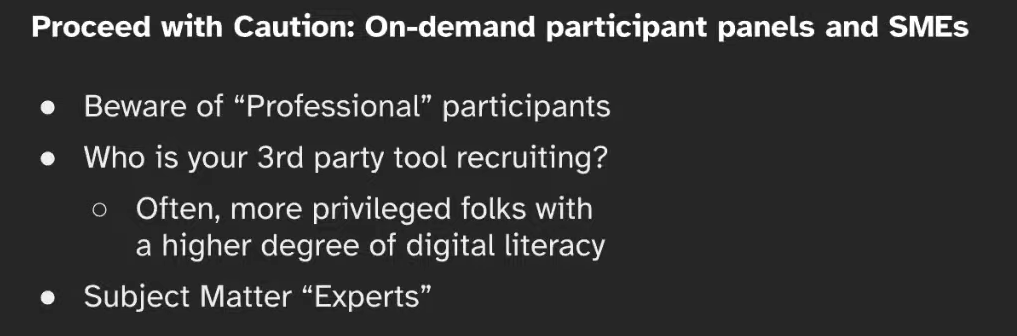 Proceed with Caution: On-demand participant panels and SMEs
● Beware of “Professional” participants
● Who is your 3rd party tool recruiting?
○ Often, more privileged folks with
a higher degree of digital literacy
● Subject Matter “Experts”